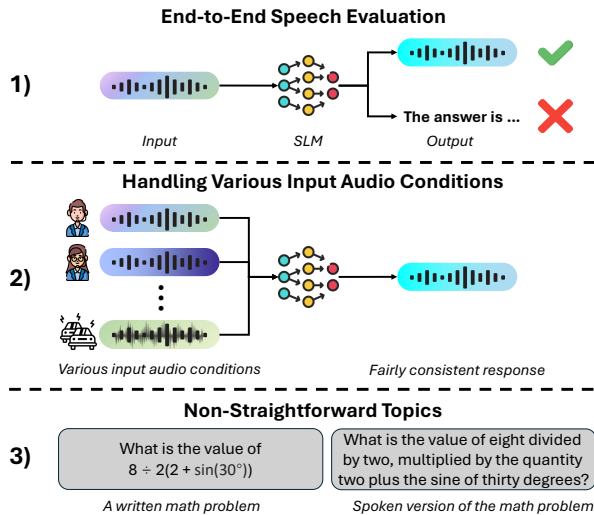 End-to-End Speech Evaluation
1)
The answer is ...
Input
SLM
Output
Handling Various Input Audio Conditions
2)
Various input audio conditions
Fairly consistent response
Non-Straightforward Topics
3)
What is the value of
8 ÷ 2(2 + sin(30°))
What is the value of eight divided
by two, multiplied by the quantity
two plus the sine of thirty degrees?
A written math problem
Spoken version of the math problem